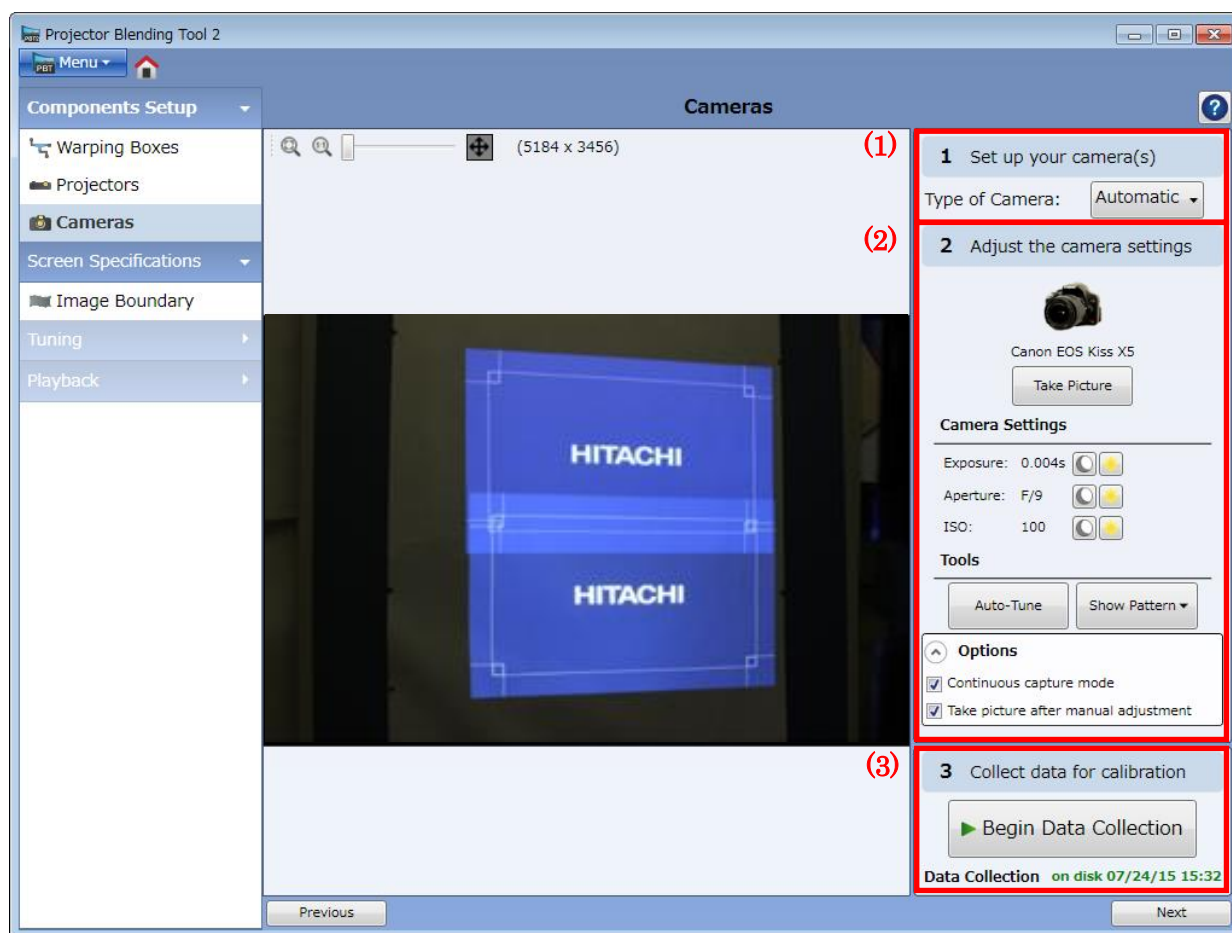 Projector Blending Tool 2
PBT Menu
Components Setup
Cameras
Warping Boxes
Projectors
Cameras
Screen Specifications
Image Boundary
Tuning
Playback
(5184 x 3456)
HITACHI
HITACHI
(1)
1 Set up your camera(s)
Type of Camera: Automatic
(2)
2 Adjust the camera settings
Canon EOS Kiss X5
Take Picture
Camera Settings
Exposure: 0.004s
Aperture: F/9
ISO: 100
Tools
Auto-Tune Show Pattern
Options
Continuous capture mode
Take picture after manual adjustment
(3)
3 Collect data for calibration
Begin Data Collection
Data Collection on disk 07/24/15 15:32
Previous
Next